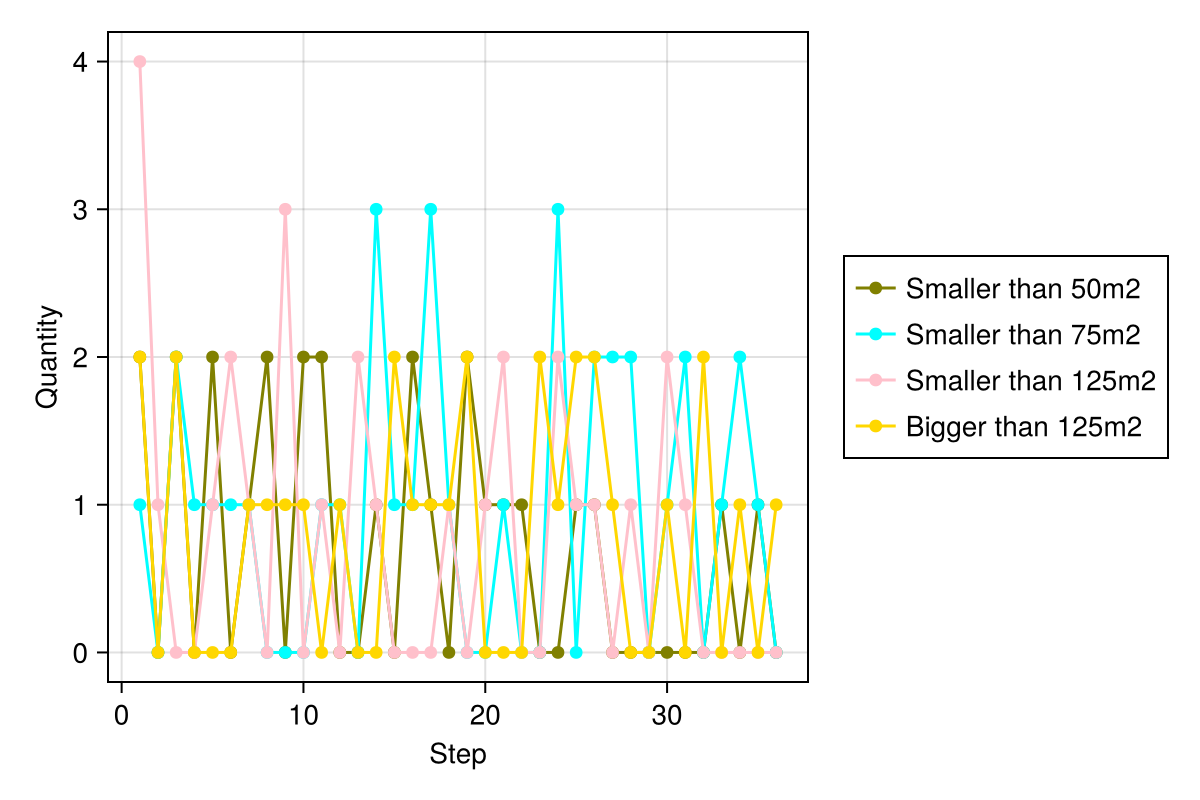 4
3
2
1
0
Quantity
0 10 20 30
Step
Smaller than 50m2
Smaller than 75m2
Smaller than 125m2
Bigger than 125m2